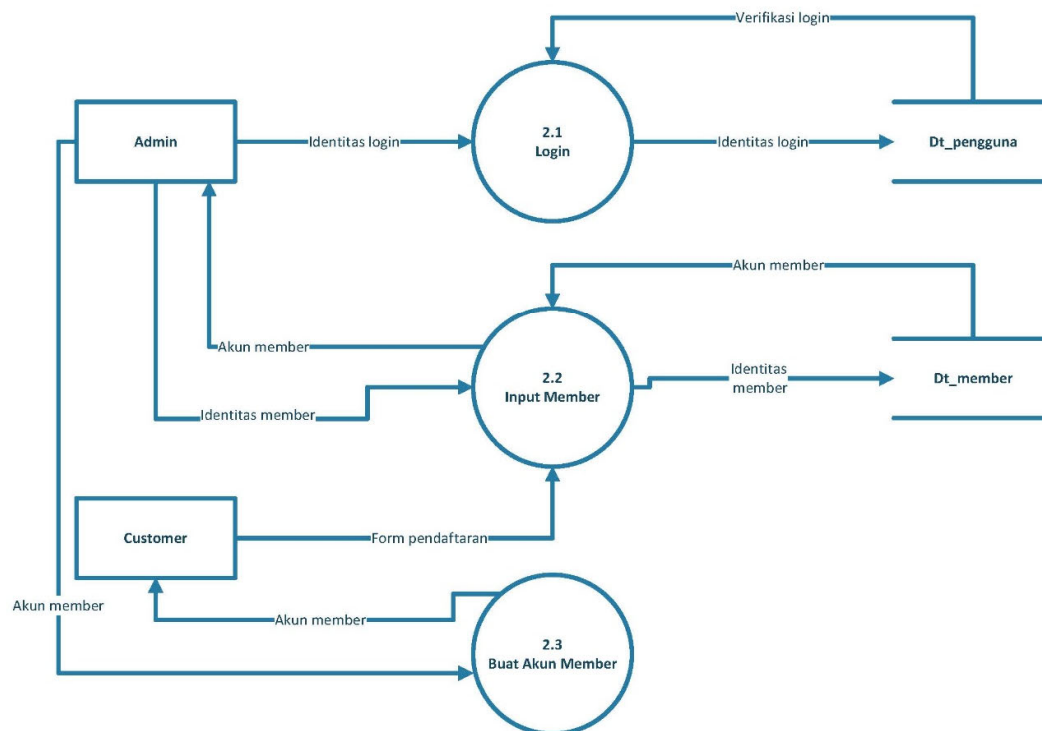 Verifikasi login
Admin
Identitas login
2.1
Login
Identitas login
Dt_pengguna
Akun member
Akun member
2.2
Input Member
Identitas
member
Dt_member
Identitas member
Customer
Form pendaftaran
Akun member
Akun member
2.3
Buat Akun Member